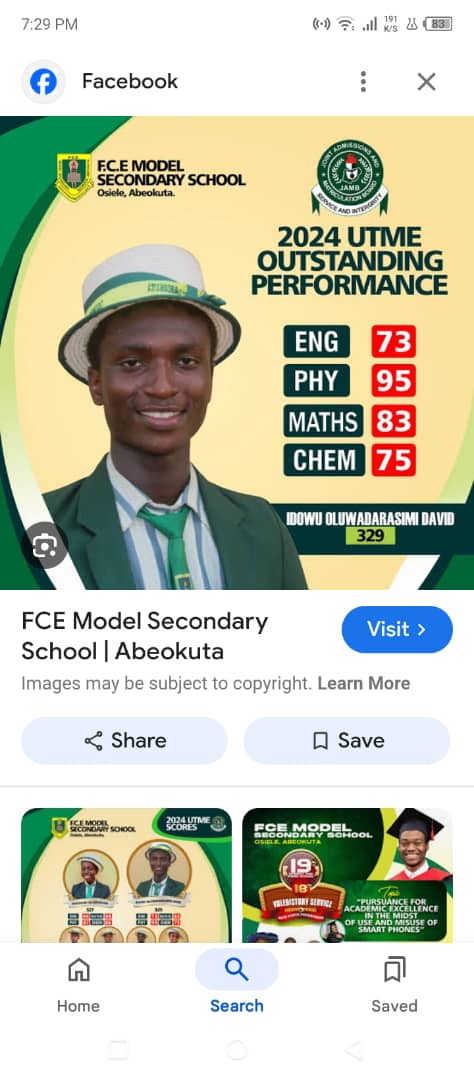 7:29 PM
191
K/S
83
Facebook
F.C.E MODEL
SECONDARY SCHOOL
Osiele, Abeokuta.
JOINT ADMISSIONS AND
MATRICULATION BOARD
JAMB
SERVICE AND INTERGRITY
2024 UTME
OUTSTANDING
PERFORMANCE
ENG 73
PHY 95
MATHS 83
CHEM 75
IDOWU OLUWADARASIMI DAVID
329
FCE Model Secondary
School | Abeokuta
Visit >
Images may be subject to copyright. Learn More
Share
Save
F.C.E MODEL
SECONDARY SCHOOL
Osiele, Abeokuta.
2024 UTME
SCORES
FCE MODEL
SECONDARY SCHOOL
OSIELE, ABEOKUTA
19
18
VALEDICTORY SERVICE
Topic
"PURSUANCE FOR
ACADEMIC EXCELLENCE
IN THE MIDST
OF USE AND MISUSE OF
SMART PHONES"
Home
Search
Saved